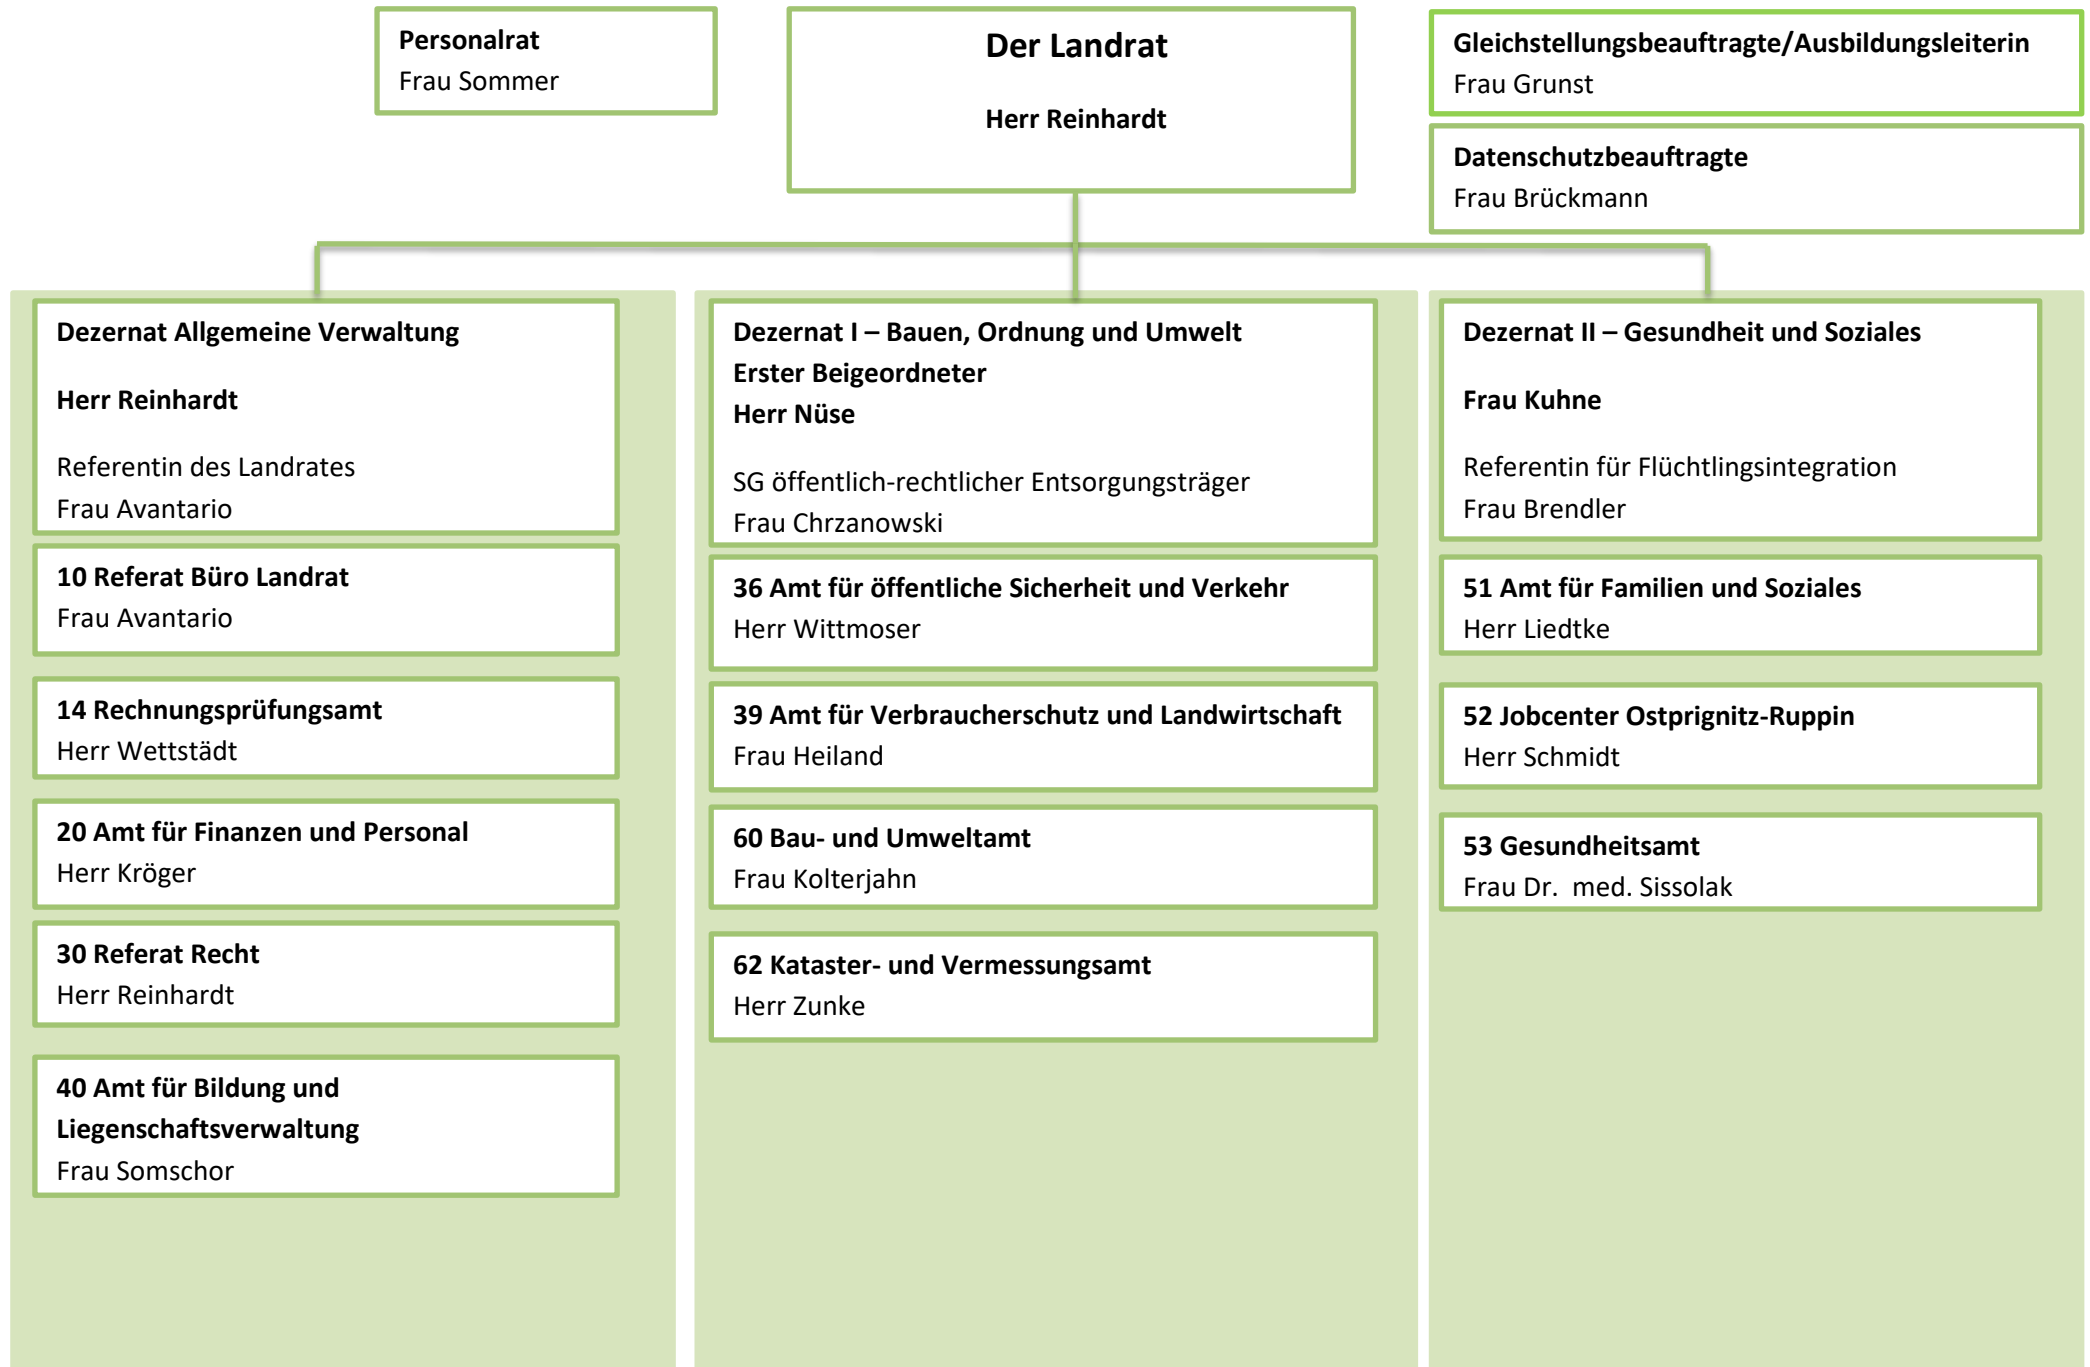 Personalrat
Frau Sommer
Der Landrat
Herr Reinhardt
Gleichstellungsbeauftragte/Ausbildungsleiterin
Frau Grunst
Datenschutzbeauftragte
Frau Brückmann
Dezernat Allgemeine Verwaltung
Herr Reinhardt
Referentin des Landrates
Frau Avantario
10 Referat Büro Landrat
Frau Avantario
14 Rechnungsprüfungsamt
Herr Wettstädt
20 Amt für Finanzen und Personal
Herr Kröger
30 Referat Recht
Herr Reinhardt
40 Amt für Bildung und
Liegenschaftsverwaltung
Frau Somschor
Dezernat I – Bauen, Ordnung und Umwelt
Erster Beigeordneter
Herr Nüse
SG öffentlich-rechtlicher Entsorgungsträger
Frau Chrzanowski
36 Amt für öffentliche Sicherheit und Verkehr
Herr Wittmoser
39 Amt für Verbraucherschutz und Landwirtschaft
Frau Heiland
60 Bau- und Umweltamt
Frau Kolterjahn
62 Kataster- und Vermessungsamt
Herr Zunke
Dezernat II – Gesundheit und Soziales
Frau Kuhne
Referentin für Flüchtlingsintegration
Frau Brendler
51 Amt für Familien und Soziales
Herr Liedtke
52 Jobcenter Ostprignitz-Ruppin
Herr Schmidt
53 Gesundheitsamt
Frau Dr.  med. Sissolak